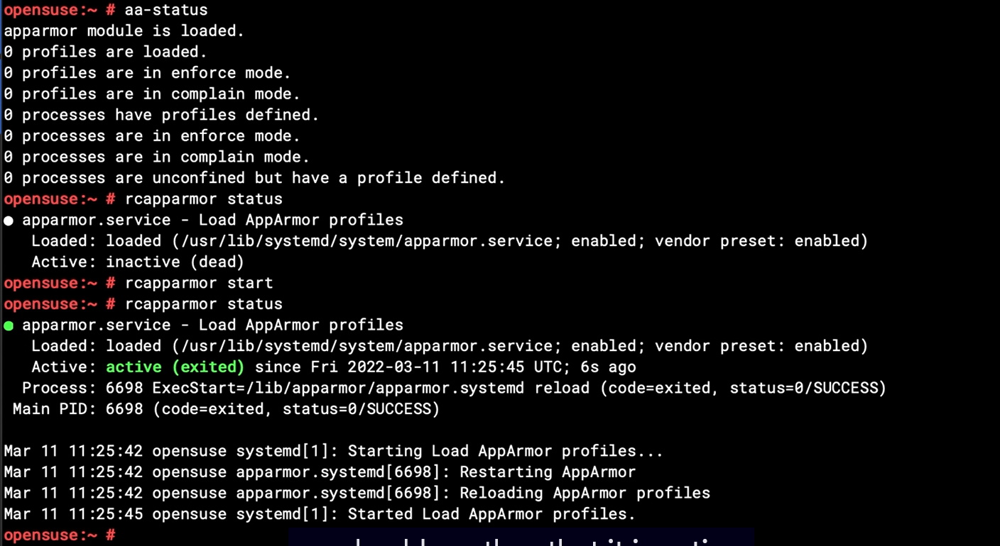 opensuse:~ # aa-status
apparmor module is loaded.
0 profiles are loaded.
0 profiles are in enforce mode.
0 profiles are in complain mode.
0 processes have profiles defined.
0 processes are in enforce mode.
0 processes are in complain mode.
0 processes are unconfined but have a profile defined.
opensuse:~ # rcapparmor status
● apparmor.service - Load AppArmor profiles
   Loaded: loaded (/usr/lib/systemd/system/apparmor.service; enabled; vendor preset: enabled)
   Active: inactive (dead)
opensuse:~ # rcapparmor start
opensuse:~ # rcapparmor status
● apparmor.service - Load AppArmor profiles
   Loaded: loaded (/usr/lib/systemd/system/apparmor.service; enabled; vendor preset: enabled)
   Active: active (exited) since Fri 2022-03-11 11:25:45 UTC; 6s ago
  Process: 6698 ExecStart=/lib/apparmor/apparmor.systemd reload (code=exited, status=0/SUCCESS)
 Main PID: 6698 (code=exited, status=0/SUCCESS)

Mar 11 11:25:42 opensuse systemd[1]: Starting Load AppArmor profiles...
Mar 11 11:25:42 opensuse apparmor.systemd[6698]: Restarting AppArmor
Mar 11 11:25:42 opensuse apparmor.systemd[6698]: Reloading AppArmor profiles
Mar 11 11:25:45 opensuse systemd[1]: Started Load AppArmor profiles.
opensuse:~ #